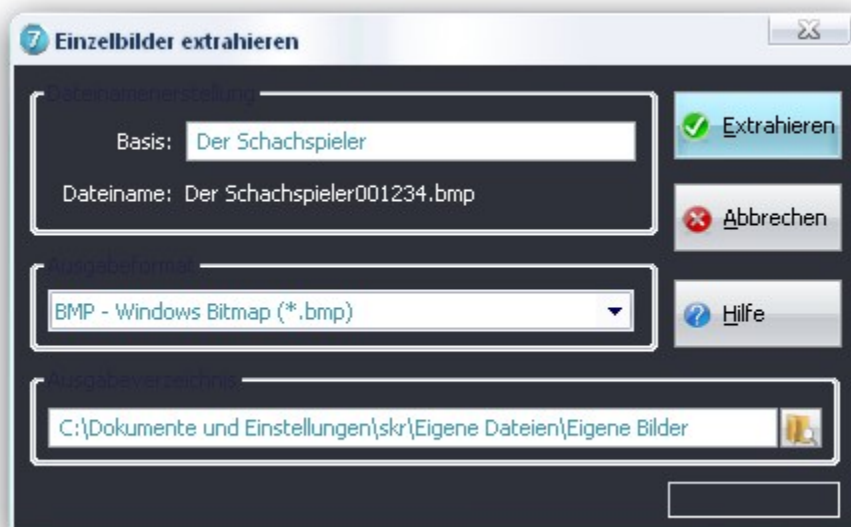 7 Einzelbilder extrahieren
Dateinamenerstellung
Basis: Der Schachspieler
Dateiname: Der Schachspieler001234.bmp
Extrahieren
Abbrechen
Ausgabeformat
BMP - Windows Bitmap (*.bmp)
Hilfe
Ausgabeverzeichnis
C:\Dokumente und Einstellungen\skr\Eigene Dateien\Eigene Bilder